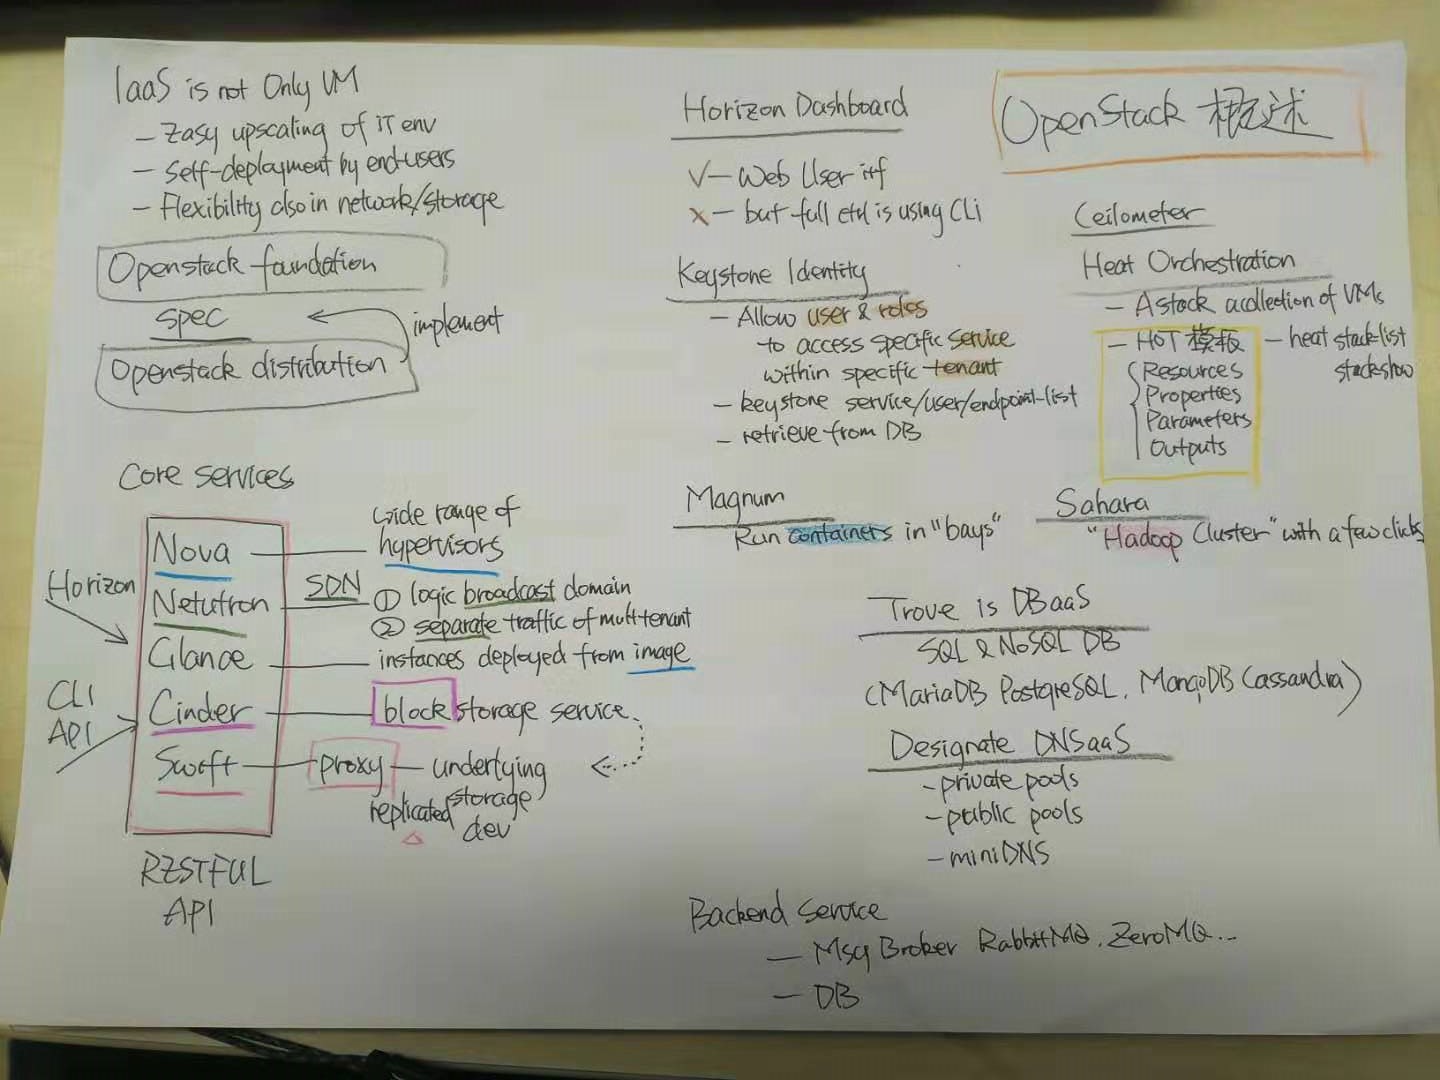 IaaS is not Only VM
- Easy upscaling of IT env
- Self-deployment by end-users
- Flexibility also in network/storage
Openstack foundation
spec
implement
Openstack distribution
Core services
Horizon
CLI
API
Nova — wide range of hypervisors
Netutron — SDN ① logic broadcast domain
② separate traffic of mult-tenant
Glance — instances deployed from image
Cinder — block storage service
Swift — proxy — underlying
replicated storage
dev
RESTFUL
API
Horizon Dashboard
√ - Web User itf
× - but full ctrl is using CLi
Keystone Identity
- Allow user & roles
to access specific service
within specific tenant
- keystone service/user/endpoint-list
- retrieve from DB
Magnum
Run containers in "bays"
OpenStack 概述
Ceilometer
Heat Orchestration
- A stack a collection of VMs
- HOT 模板 - heat stack-list
stack show
Resources
Properties
Parameters
Outputs
Sahara
"Hadoop Cluster" with a few clicks
Trove is DBaaS
SQL & NoSQL DB
(MariaDB PostgreSQL, MongoDB Cassandra)
Designate DNSaaS
- private pools
- public pools
- miniDNS
Backend Service
- Msg Broker RabbitMQ, ZeroMQ...
- DB